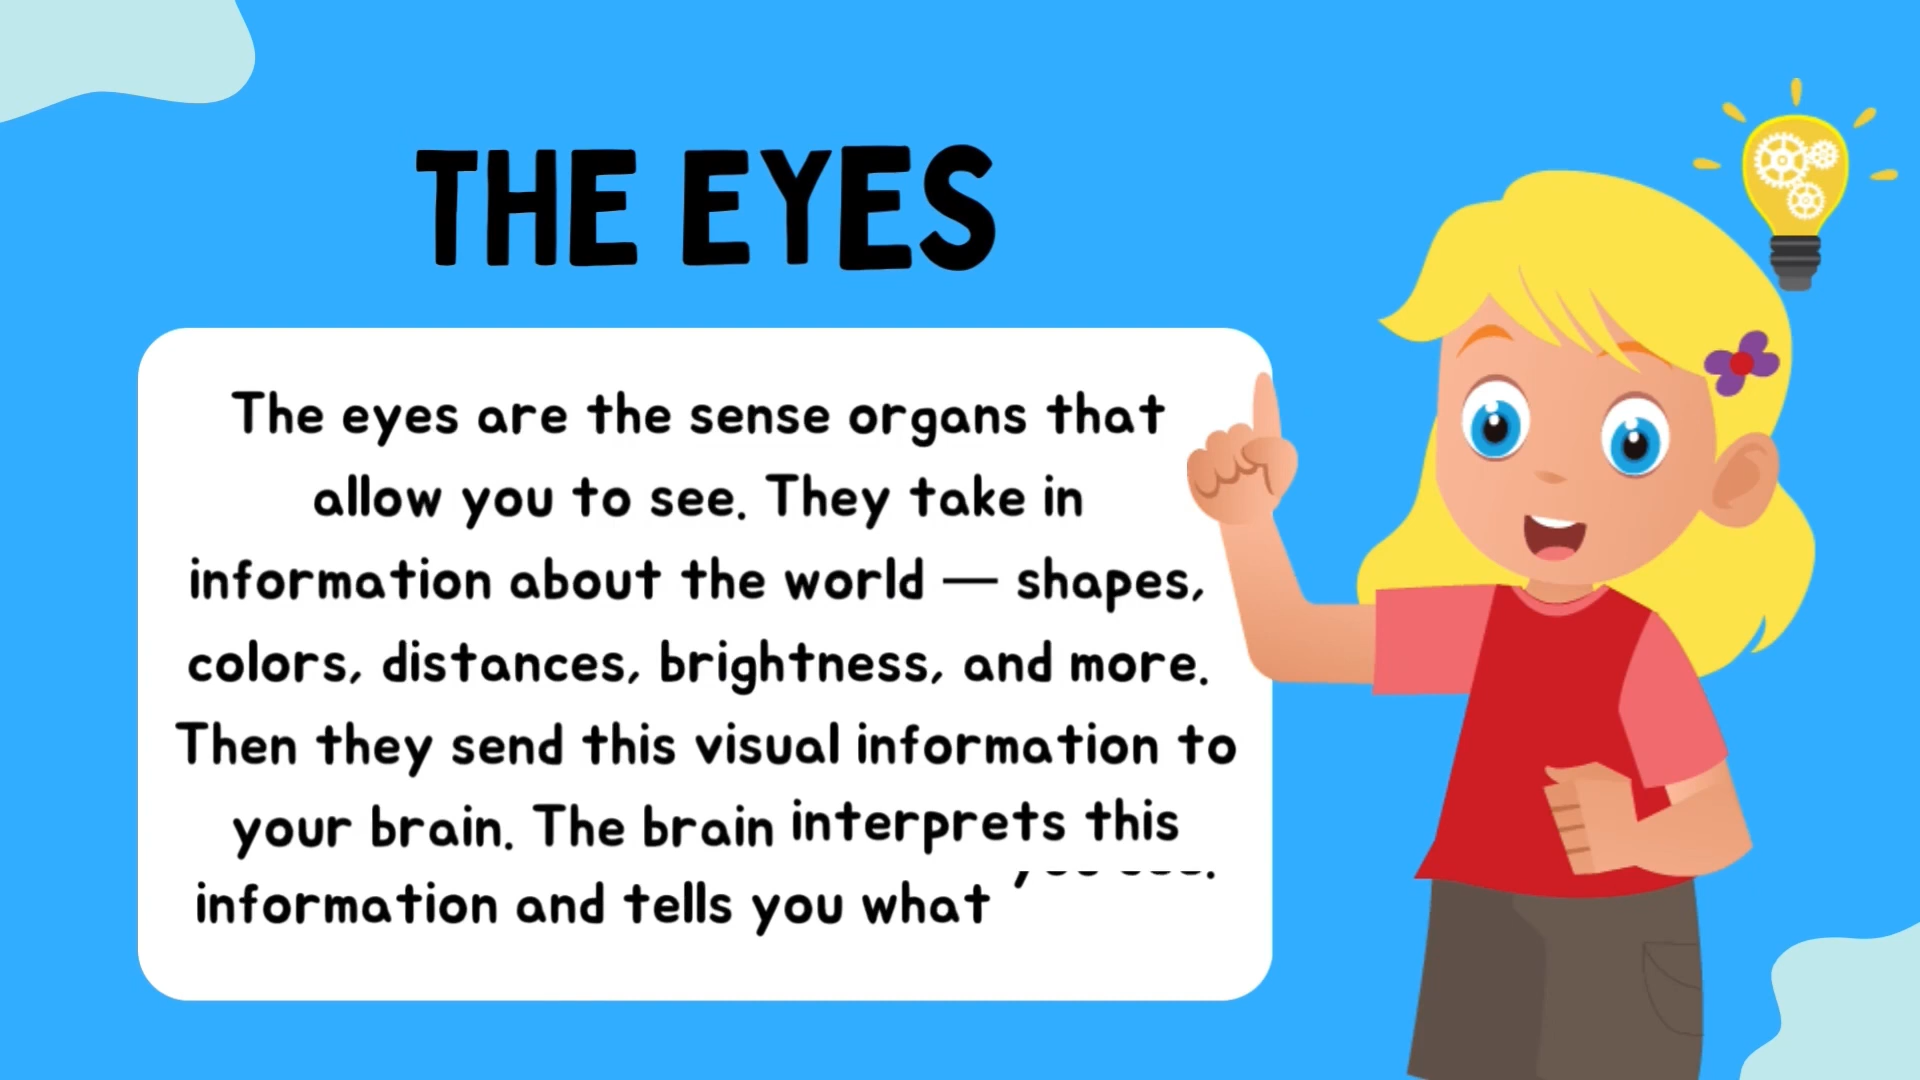 THE EYES
The eyes are the sense organs that
allow you to see. They take in
information about the world — shapes,
colors, distances, brightness, and more.
Then they send this visual information to
your brain. The brain interprets this
information and tells you what